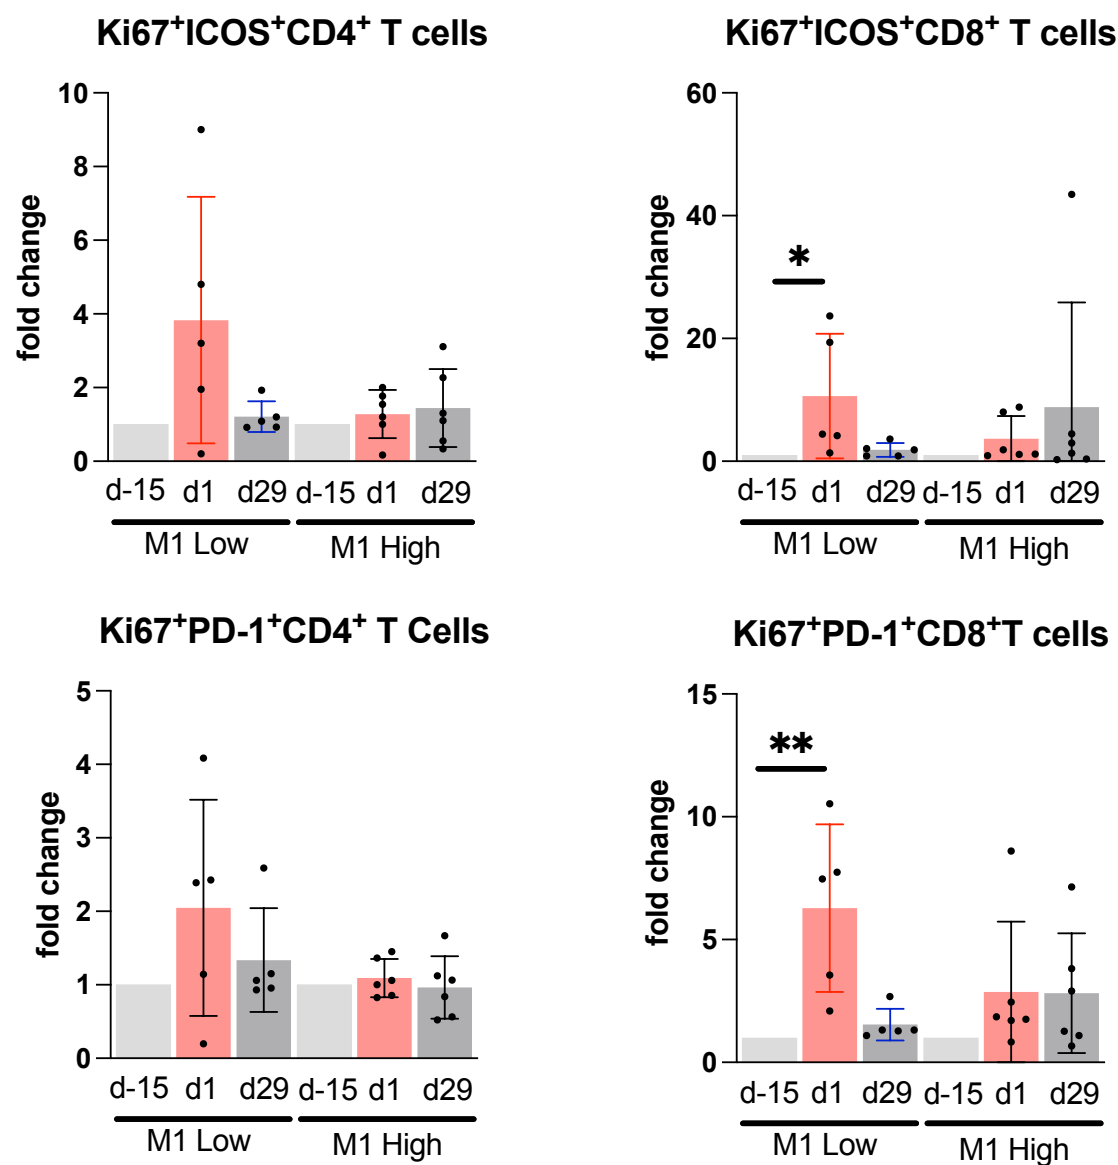 Ki67⁺ICOS⁺CD4⁺ T cells
10
8
6
4
2
0
fold change
d-15 d1 d29 d-15 d1 d29
M1 Low M1 High
Ki67⁺ICOS⁺CD8⁺ T cells
60
40
20
0
fold change
*
d-15 d1 d29 d-15 d1 d29
M1 Low M1 High
Ki67⁺PD-1⁺CD4⁺ T Cells
5
4
3
2
1
0
fold change
d-15 d1 d29 d-15 d1 d29
M1 Low M1 High
Ki67⁺PD-1⁺CD8⁺T cells
15
10
5
0
fold change
**
d-15 d1 d29 d-15 d1 d29
M1 Low M1 High